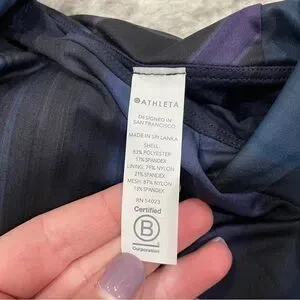 ATHLETA
DESIGNED IN
SAN FRANCISCO
MADE IN SRI LANKA
SHELL:
83% POLYESTER
17% SPANDEX
LINING: 79% NYLON
21% SPANDEX
MESH: 87% NYLON
13% SPANDEX
RN 54023
Certified
B
Corporation